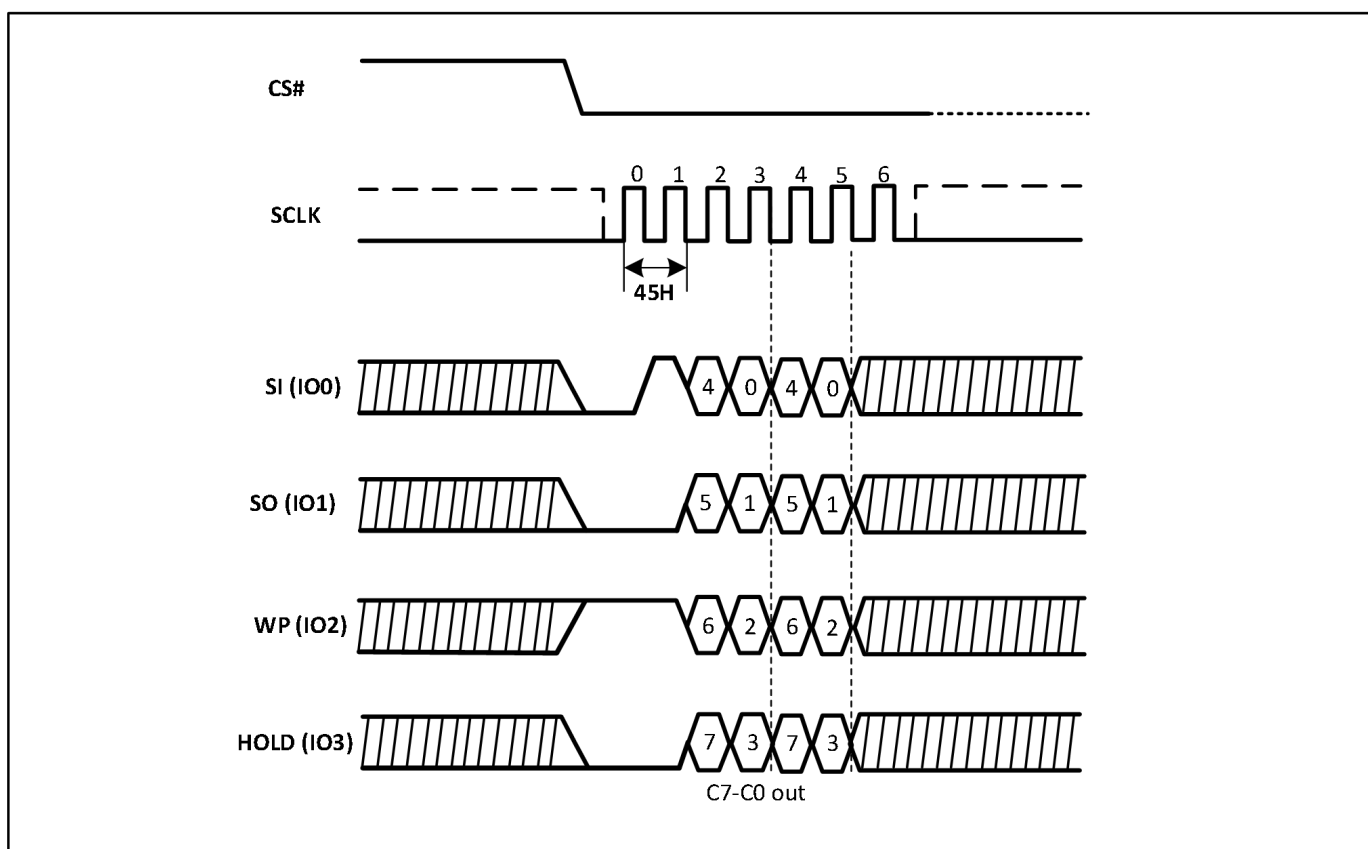 CS#
0 1 2 3 4 5 6
SCLK
45H
SI (IO0) 4 0 4 0
SO (IO1) 5 1 5 1
WP (IO2) 6 2 6 2
HOLD (IO3) 7 3 7 3
C7-C0 out